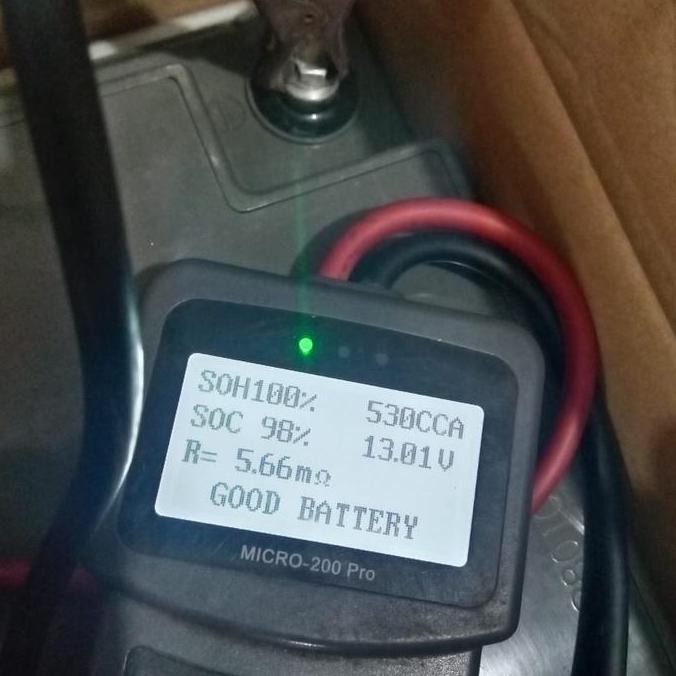 SOH100% 530CCA
SOC 98% 13.01V
R= 5.66mΩ
GOOD BATTERY
MICRO-200 Pro